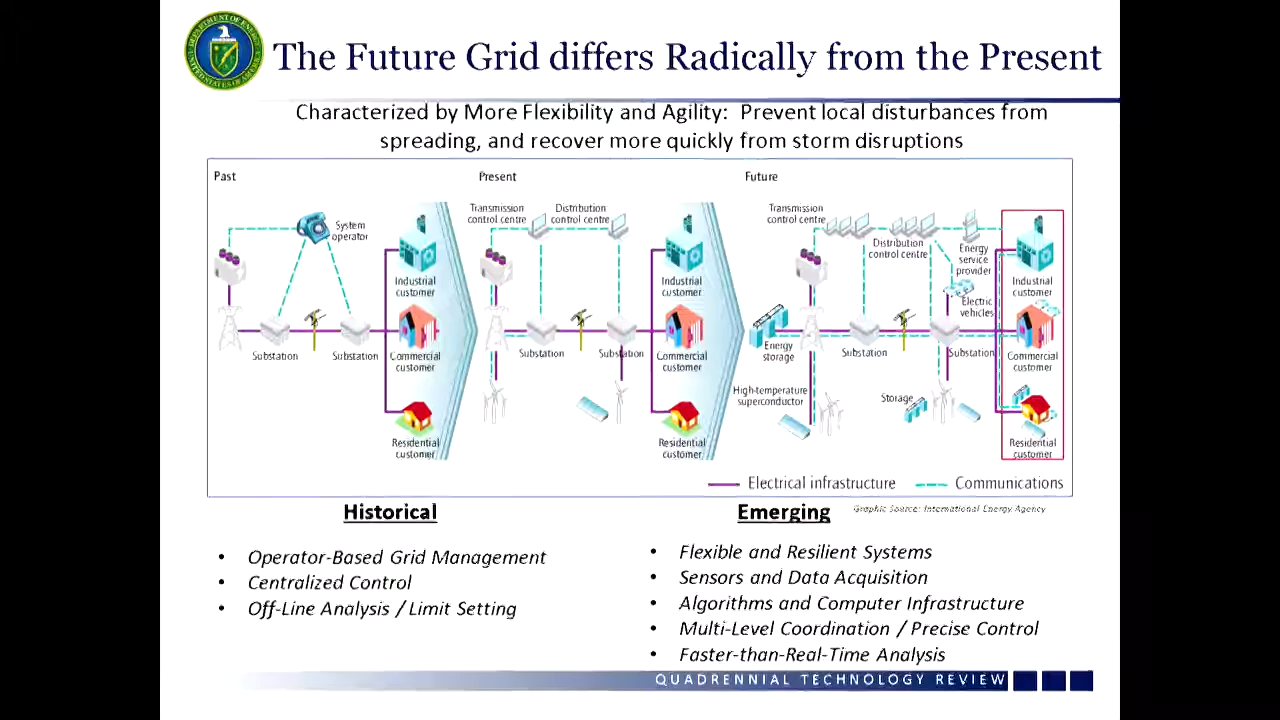 The Future Grid differs Radically from the Present
Characterized by More Flexibility and Agility: Prevent local disturbances from
spreading, and recover more quickly from storm disruptions
Past
System
operator
Industrial
customer
Substation
Substation
Commercial
customer
Residential
customer
Present
Transmission
control centre
Distribution
control centre
Industrial
customer
Substation
Substation
Commercial
customer
Residential
customer
Future
Transmission
control centre
Distribution
control centre
Energy
service
provider
Industrial
customer
Electric
vehicles
Energy
storage
Substation
Substation
Commercial
customer
High-temperature
superconductor
Storage
Residential
customer
Electrical infrastructure
Communications
Graphic Source: International Energy Agency
Historical
• Operator-Based Grid Management
• Centralized Control
• Off-Line Analysis / Limit Setting
Emerging
• Flexible and Resilient Systems
• Sensors and Data Acquisition
• Algorithms and Computer Infrastructure
• Multi-Level Coordination / Precise Control
• Faster-than-Real-Time Analysis
QUADRENNIAL TECHNOLOGY REVIEW